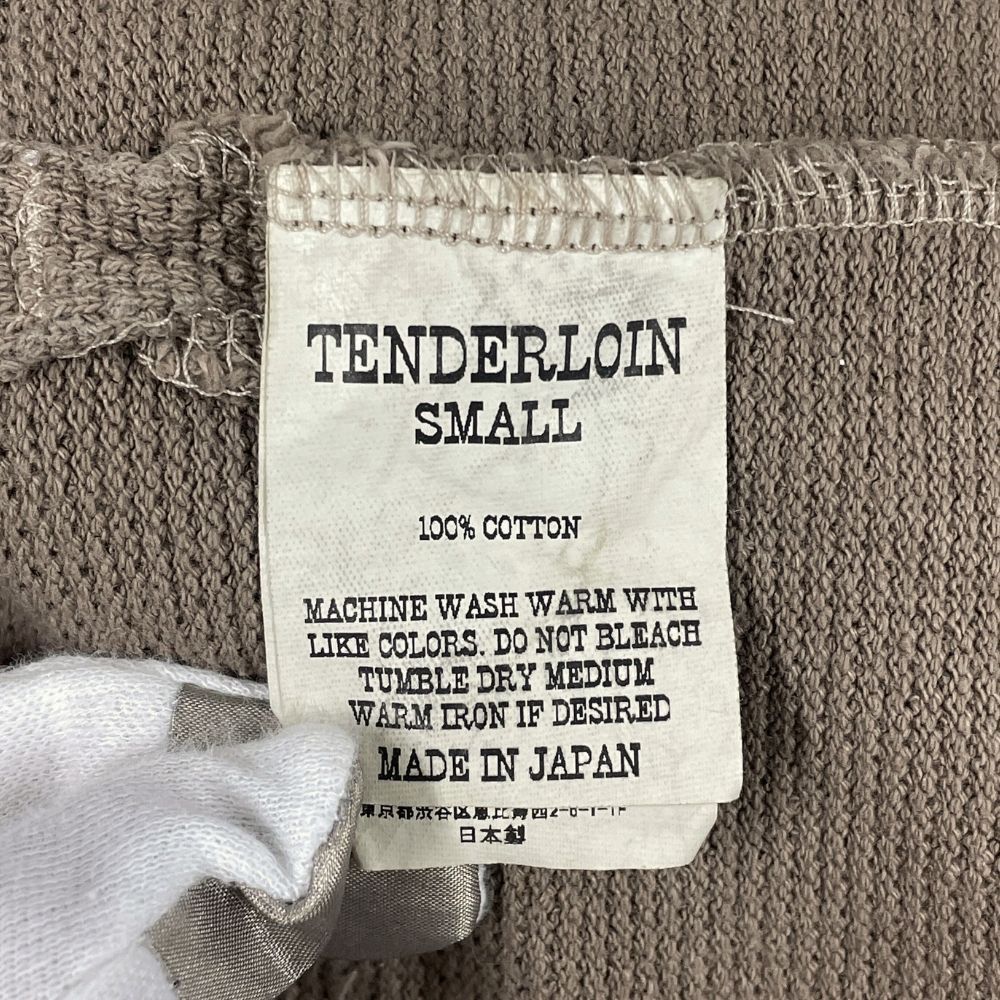 TENDERLOIN
SMALL
100% COTTON
MACHINE WASH WARM WITH
LIKE COLORS. DO NOT BLEACH
TUMBLE DRY MEDIUM
WARM IRON IF DESIRED
MADE IN JAPAN
東京都渋谷区恵比寿西2-8-1-1F
日本製